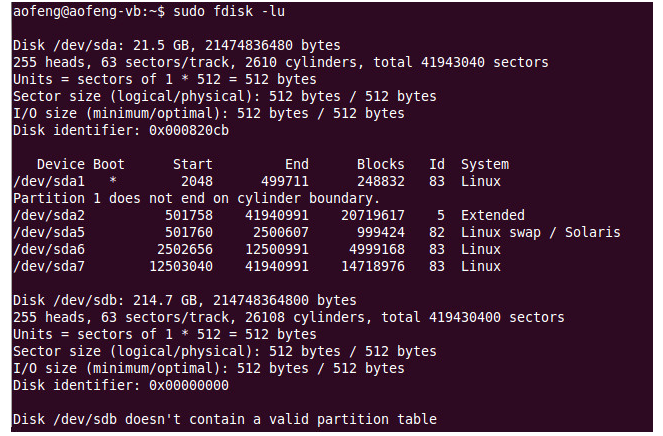 aofeng@aofeng-vb:~$ sudo fdisk -lu
Disk /dev/sda: 21.5 GB, 21474836480 bytes
255 heads, 63 sectors/track, 2610 cylinders, total 41943040 sectors
Units = sectors of 1 * 512 = 512 bytes
Sector size (logical/physical): 512 bytes / 512 bytes
I/O size (minimum/optimal): 512 bytes / 512 bytes
Disk identifier: 0x000820cb
Device Boot Start End Blocks Id System
/dev/sda1 * 2048 499711 248832 83 Linux
Partition 1 does not end on cylinder boundary.
/dev/sda2 501758 41940991 20719617 5 Extended
/dev/sda5 501760 2500607 999424 82 Linux swap / Solaris
/dev/sda6 2502656 12500991 4999168 83 Linux
/dev/sda7 12503040 41940991 14718976 83 Linux
Disk /dev/sdb: 214.7 GB, 214748364800 bytes
255 heads, 63 sectors/track, 26108 cylinders, total 419430400 sectors
Units = sectors of 1 * 512 = 512 bytes
Sector size (logical/physical): 512 bytes / 512 bytes
I/O size (minimum/optimal): 512 bytes / 512 bytes
Disk identifier: 0x00000000
Disk /dev/sdb doesn't contain a valid partition table